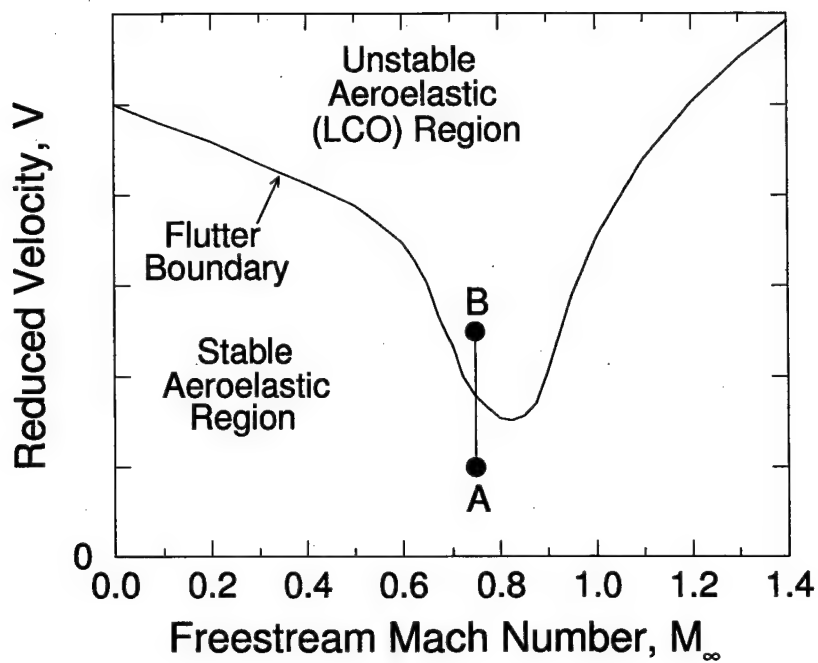 Unstable
Aeroelastic
(LCO) Region
Flutter
Boundary
B
Stable
Aeroelastic
Region
A
Reduced Velocity, V
0
0.0 0.2 0.4 0.6 0.8 1.0 1.2 1.4
Freestream Mach Number, M∞